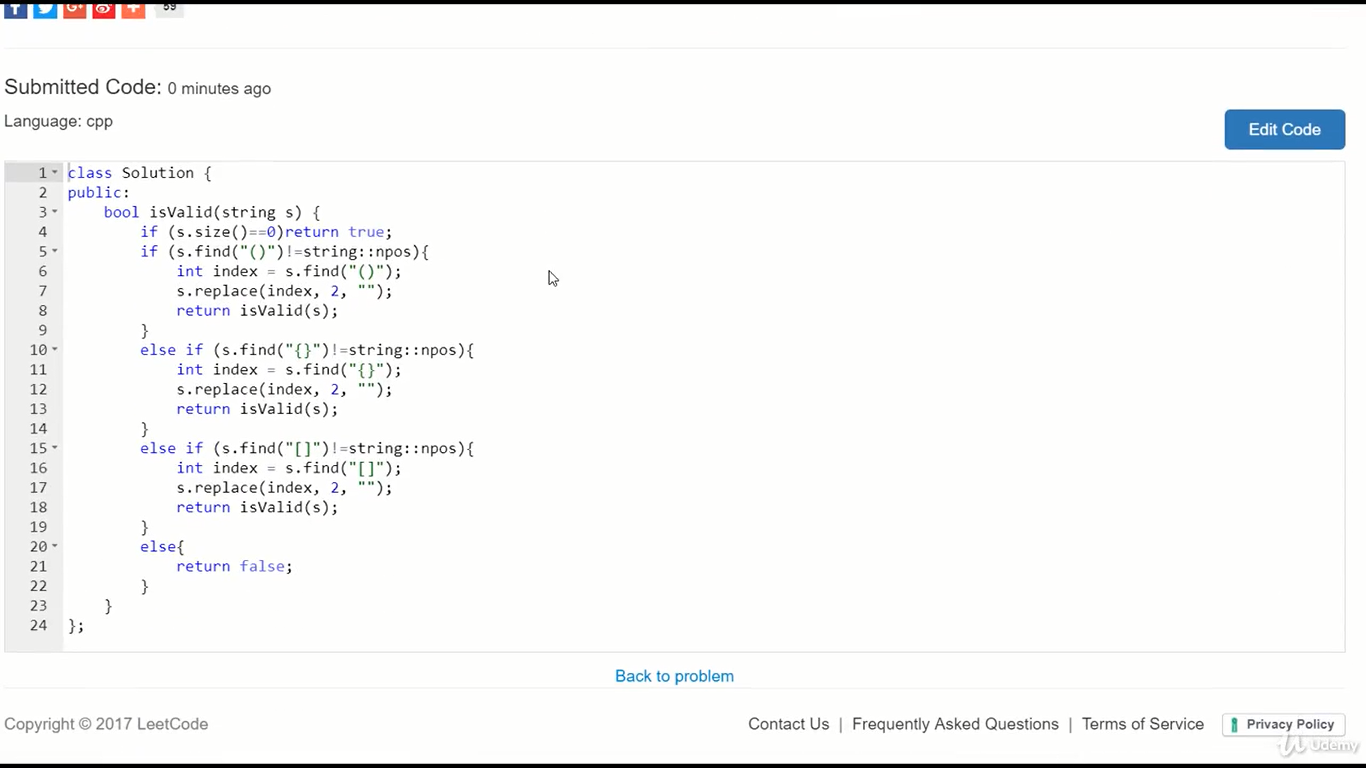 59
Submitted Code: 0 minutes ago
Language: cpp
Edit Code
1 class Solution {
2 public:
3     bool isValid(string s) {
4         if (s.size()==0)return true;
5         if (s.find("()")!=string::npos){
6             int index = s.find("()");
7             s.replace(index, 2, "");
8             return isValid(s);
9         }
10         else if (s.find("{}")!=string::npos){
11             int index = s.find("{}");
12             s.replace(index, 2, "");
13             return isValid(s);
14         }
15         else if (s.find("[]")!=string::npos){
16             int index = s.find("[]");
17             s.replace(index, 2, "");
18             return isValid(s);
19         }
20         else{
21             return false;
22         }
23     }
24 };
Back to problem
Copyright © 2017 LeetCode
Contact Us | Frequently Asked Questions | Terms of Service
Privacy Policy
Udemy